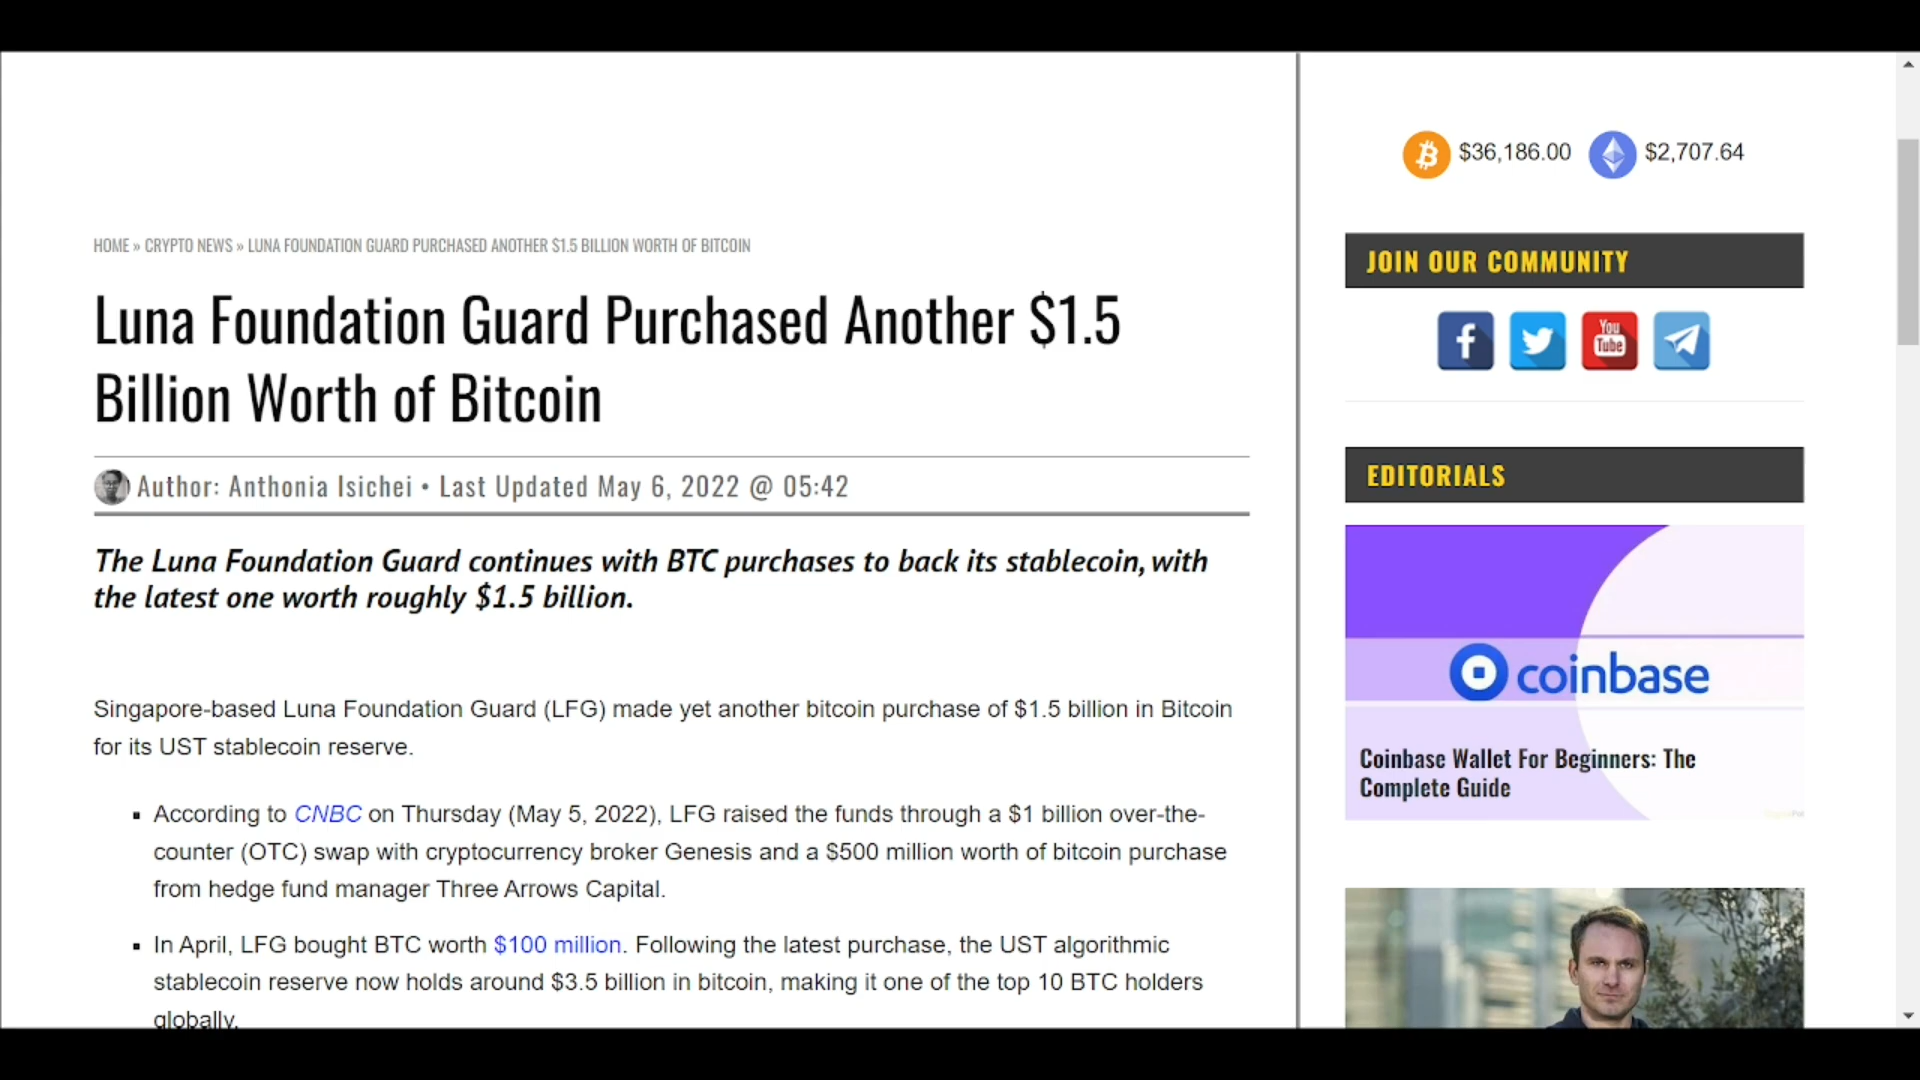 $36,186.00 $2,707.64
HOME » CRYPTO NEWS » LUNA FOUNDATION GUARD PURCHASED ANOTHER $1.5 BILLION WORTH OF BITCOIN
Luna Foundation Guard Purchased Another $1.5
Billion Worth of Bitcoin
Author: Anthonia Isichei • Last Updated May 6, 2022 @ 05:42
The Luna Foundation Guard continues with BTC purchases to back its stablecoin, with
the latest one worth roughly $1.5 billion.
Singapore-based Luna Foundation Guard (LFG) made yet another bitcoin purchase of $1.5 billion in Bitcoin
for its UST stablecoin reserve.
▪ According to CNBC on Thursday (May 5, 2022), LFG raised the funds through a $1 billion over-the-
counter (OTC) swap with cryptocurrency broker Genesis and a $500 million worth of bitcoin purchase
from hedge fund manager Three Arrows Capital.
▪ In April, LFG bought BTC worth $100 million. Following the latest purchase, the UST algorithmic
stablecoin reserve now holds around $3.5 billion in bitcoin, making it one of the top 10 BTC holders
globally.
JOIN OUR COMMUNITY
You
Tube
EDITORIALS
coinbase
Coinbase Wallet For Beginners: The
Complete Guide